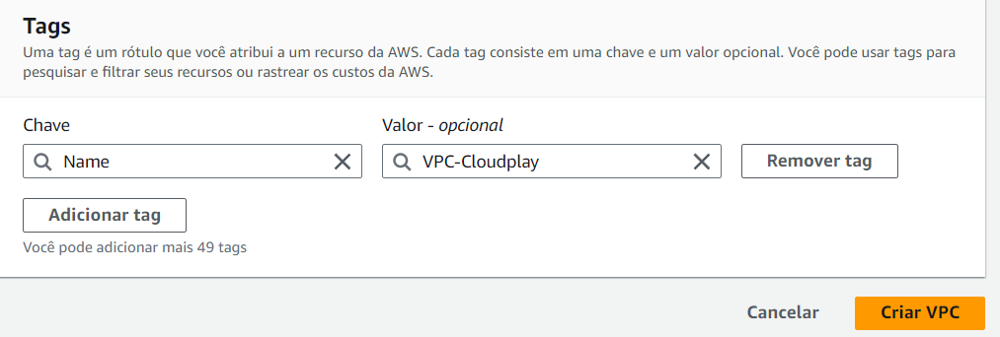 Tags
Uma tag é um rótulo que você atribui a um recurso da AWS. Cada tag consiste em uma chave e um valor opcional. Você pode usar tags para
pesquisar e filtrar seus recursos ou rastrear os custos da AWS.
Chave
Valor - opcional
Name
VPC-Cloudplay
Remover tag
Adicionar tag
Você pode adicionar mais 49 tags
Cancelar
Criar VPC